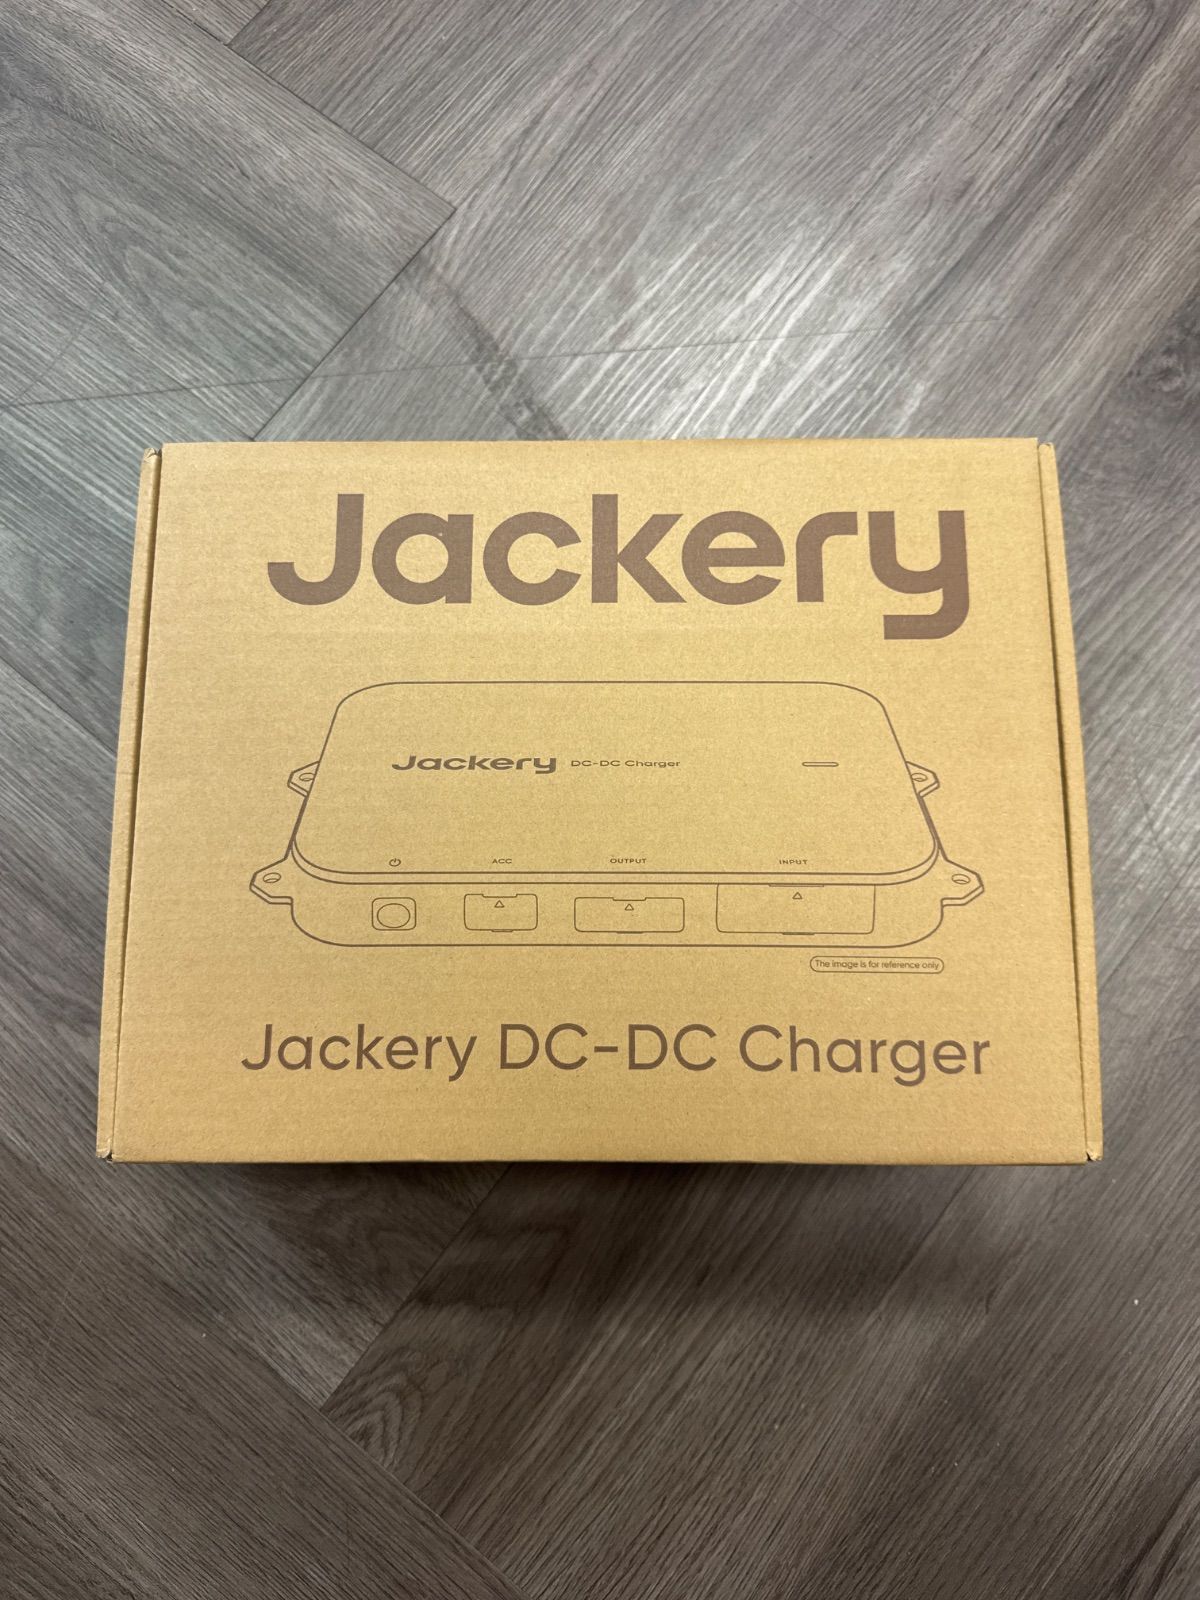 Jackery
Jackery DC-DC Charger
ACC OUTPUT INPUT
The image is for reference only
Jackery DC-DC Charger